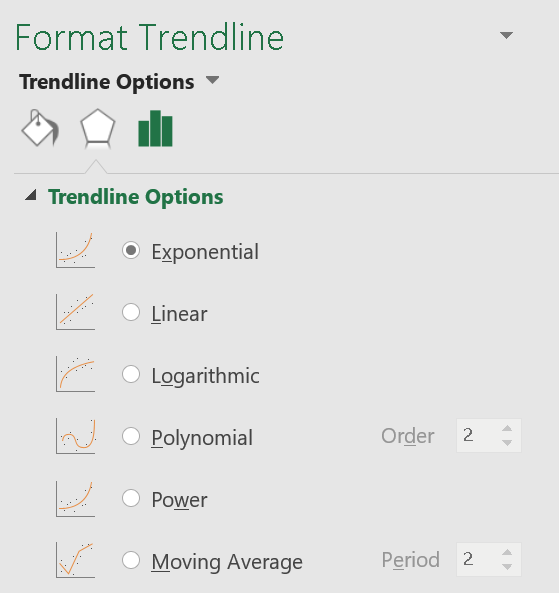 Format Trendline
Trendline Options
Trendline Options
Exponential
Linear
Logarithmic
Polynomial Order 2
Power
Moving Average Period 2